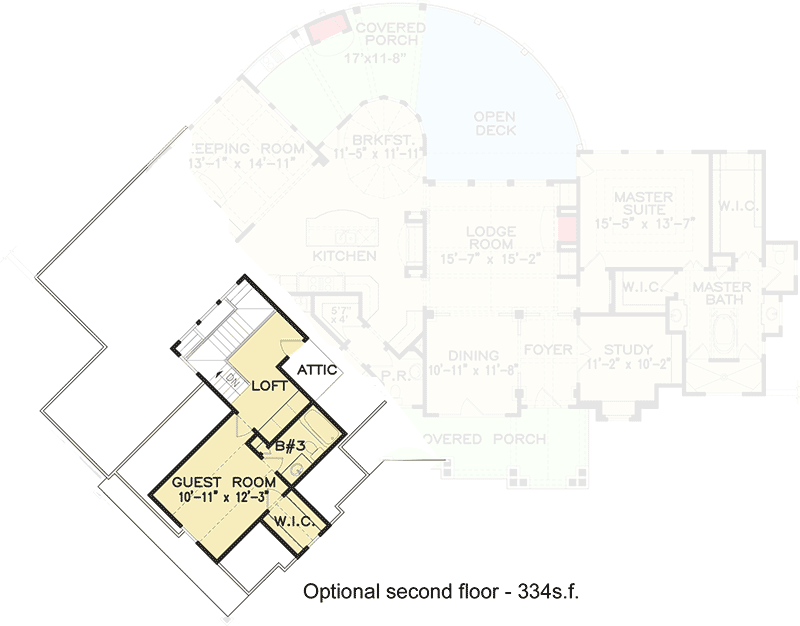 COVERED
PORCH
17'x11-8"
OPEN
DECK
EEPING ROOM
13'-1" x 14'-11"
BRKFST.
11'-5" x 11'-11"
MASTER
SUITE
15'-5" x 13'-7"
W.I.C.
LODGE
ROOM
15'-7" x 15'-2"
KITCHEN
W.I.C.
MASTER
BATH
5'7"
x 4'
DINING
10'-11" x 11'-8"
FOYER
STUDY
11'-2" x 10'-2"
P.R.
ATTIC
DN
LOFT
B#3
OVERED PORCH
GUEST ROOM
10'-11" x 12'-3"
W.I.C.
Optional second floor - 334s.f.